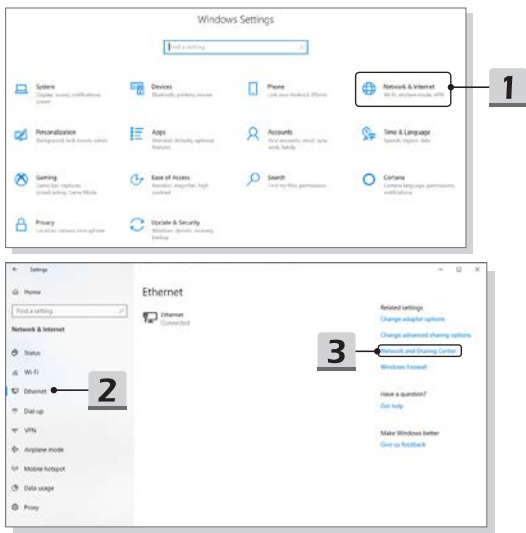 Windows Settings
Find a setting
System
Display, sound, notifications, power
Devices
Bluetooth, printers, mouse
Phone
Link your Android, iPhone
Network & Internet
Wi-Fi, airplane mode, VPN
1
Personalization
Background, lock screen, colors
Apps
Uninstall, defaults, optional features
Accounts
Your accounts, email, sync, work, family
Time & Language
Speech, region, date
Gaming
Game bar, captures, broadcasting, Game Mode
Ease of Access
Narrator, magnifier, high contrast
Search
Find my files, permissions
Cortana
Cortana language, permissions, notifications
Privacy
Location, camera, microphone
Update & Security
Windows Update, recovery, backup
Settings
Home
Find a setting
Network & Internet
Status
Wi-Fi
Ethernet
2
Dial-up
VPN
Airplane mode
Mobile hotspot
Data usage
Proxy
Ethernet
Ethernet
Connected
Related settings
Change adapter options
Change advanced sharing options
3
Network and Sharing Center
Windows Firewall
Have a question?
Get help
Make Windows better
Give us feedback